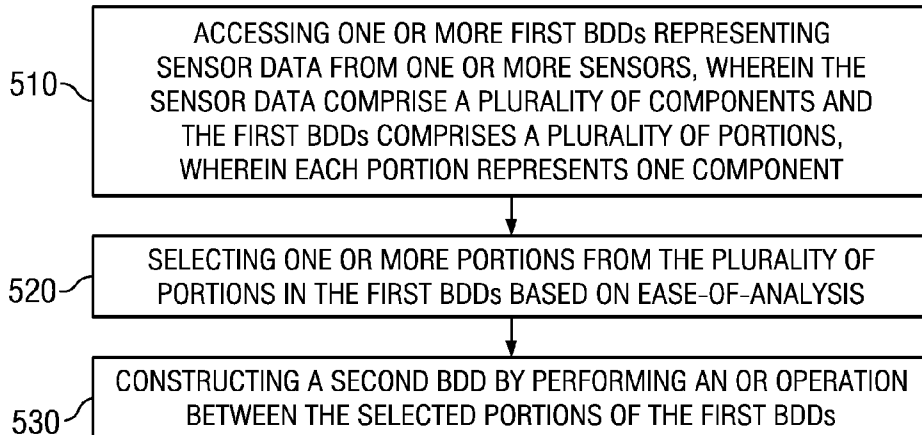 510
ACCESSING ONE OR MORE FIRST BDDs REPRESENTING
SENSOR DATA FROM ONE OR MORE SENSORS, WHEREIN THE
SENSOR DATA COMPRISE A PLURALITY OF COMPONENTS AND
THE FIRST BDDs COMPRISES A PLURALITY OF PORTIONS,
WHEREIN EACH PORTION REPRESENTS ONE COMPONENT
520
SELECTING ONE OR MORE PORTIONS FROM THE PLURALITY OF
PORTIONS IN THE FIRST BDDs BASED ON EASE-OF-ANALYSIS
530
CONSTRUCTING A SECOND BDD BY PERFORMING AN OR OPERATION
BETWEEN THE SELECTED PORTIONS OF THE FIRST BDDs